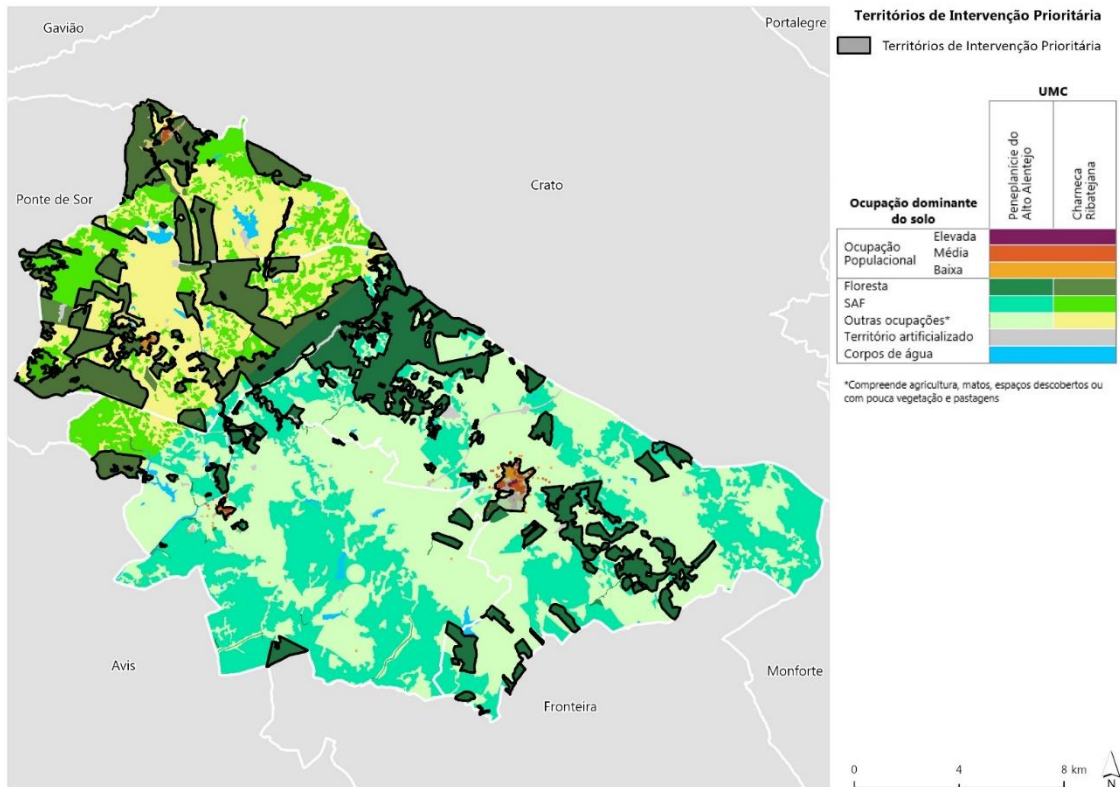 Gavião
Portalegre
Ponte de Sor
Crato
Avis
Fronteira
Monforte
Territórios de Intervenção Prioritária
Territórios de Intervenção Prioritária
UMC
Ocupação dominante
do solo
Peneplanície do
Alto Alentejo
Charneca
Ribatejana
Ocupação
Populacional
Elevada
Média
Baixa
Floresta
SAF
Outras ocupações*
Território artificializado
Corpos de água
*Compreende agricultura, matos, espaços descobertos ou
com pouca vegetação e pastagens
0 4 8 km
N